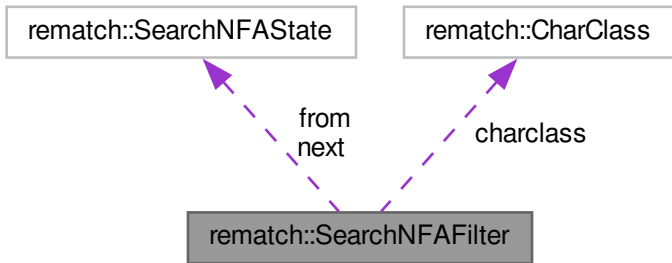 rematch::SearchNFAState
rematch::CharClass
from
next
charclass
rematch::SearchNFAFilter